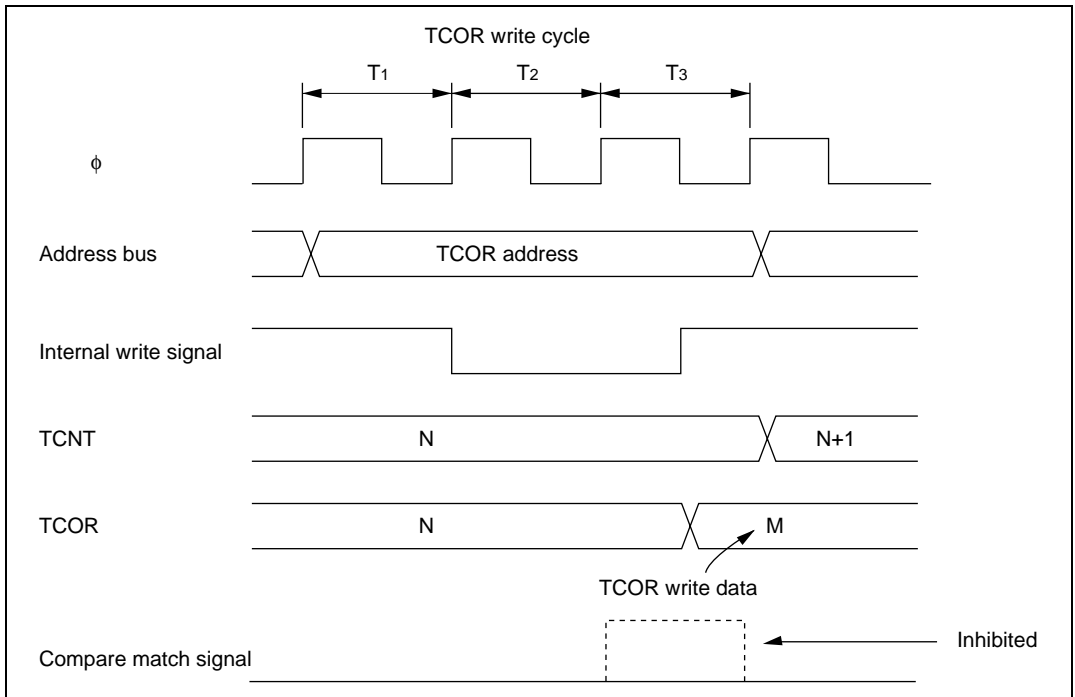 TCOR write cycle
T1 T2 T3
ϕ
Address bus TCOR address
Internal write signal
TCNT N N+1
TCOR N M
TCOR write data
Inhibited
Compare match signal